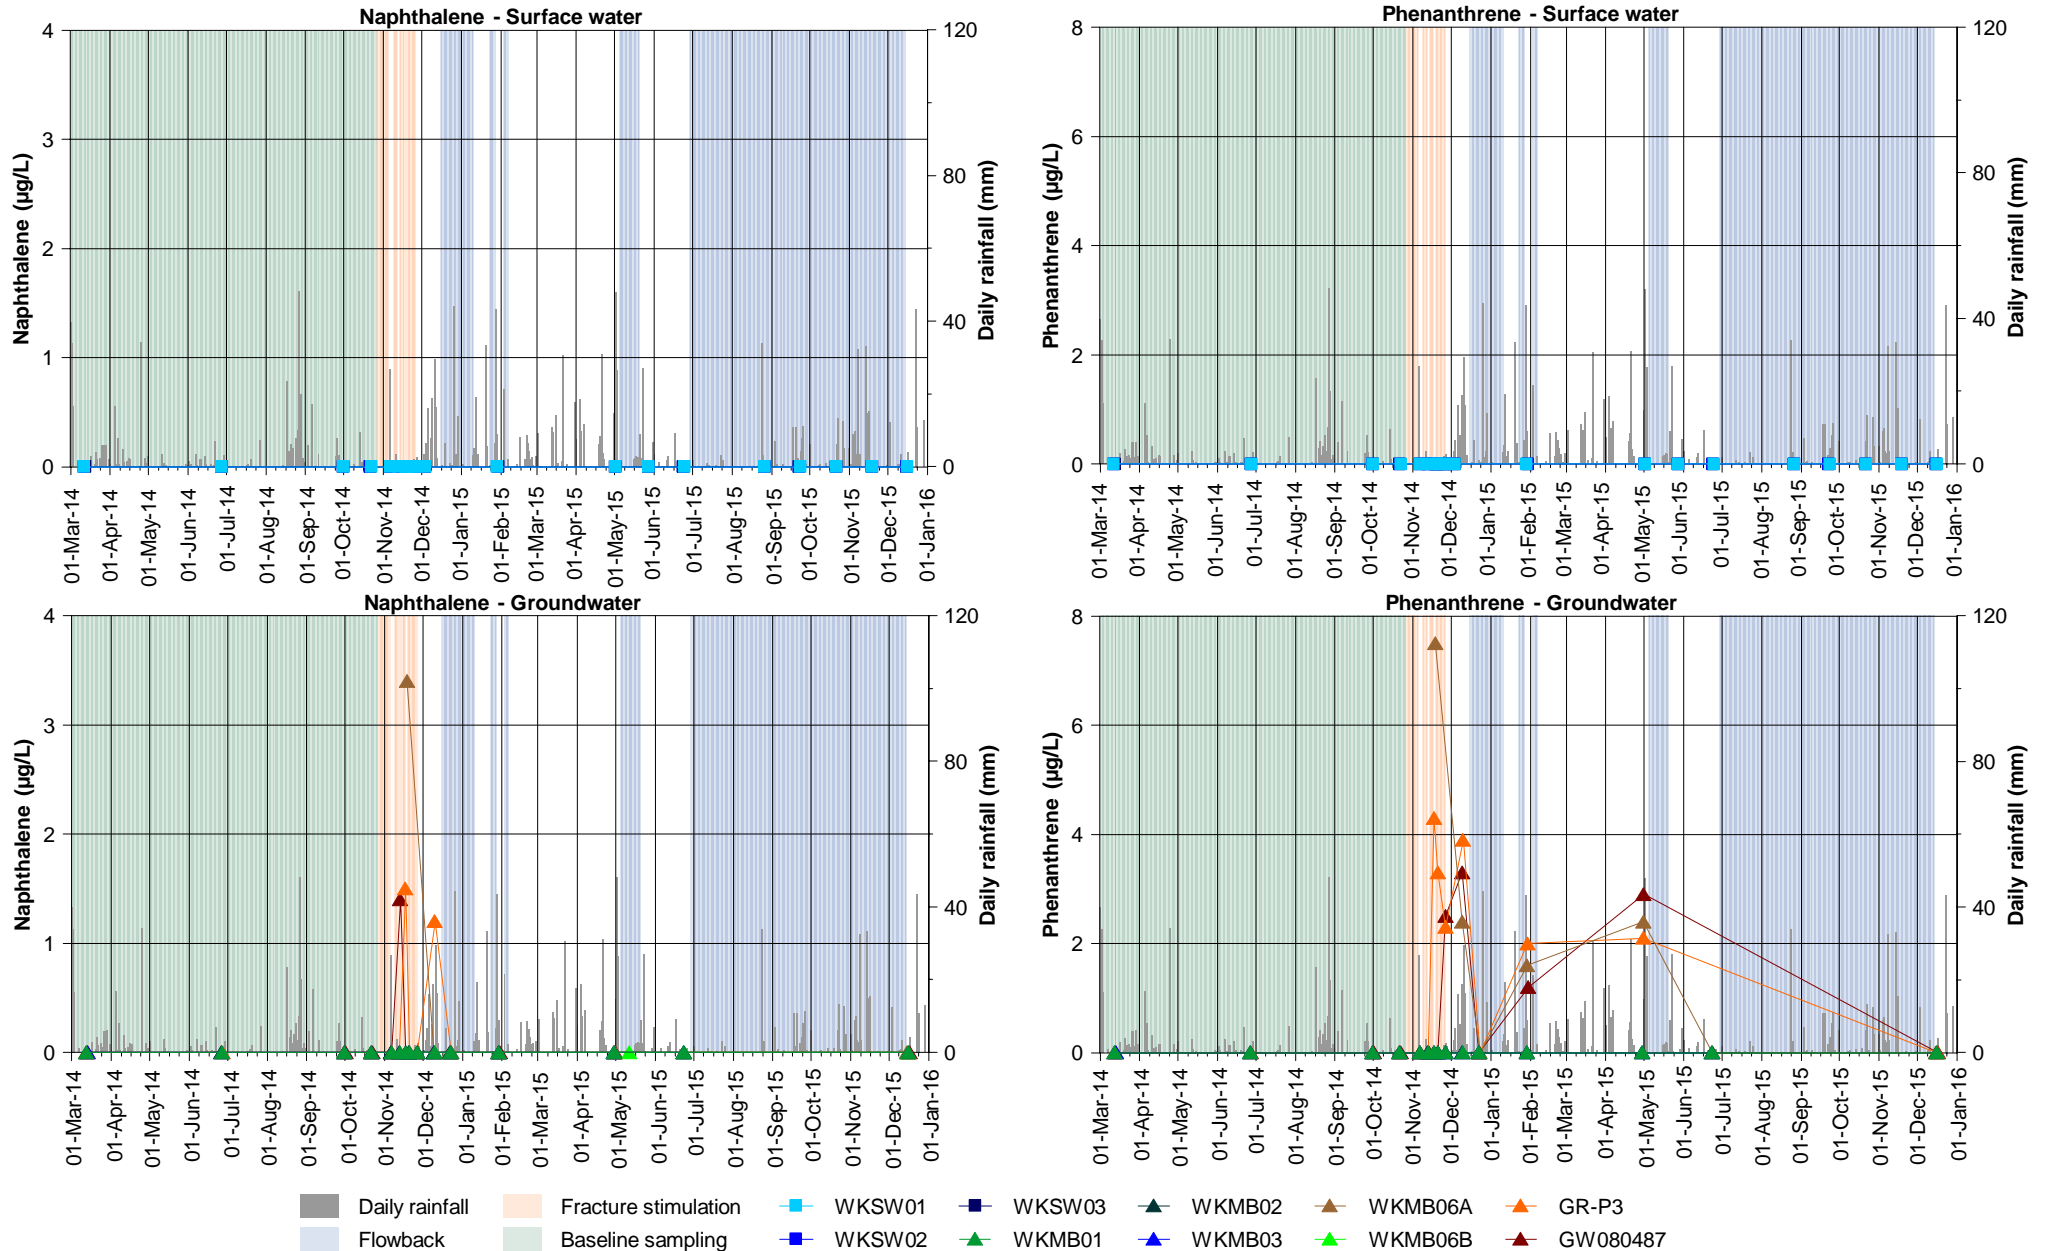 Naphthalene - Surface water
Naphthalene (µg/L)
4
3
2
1
0
120
80
40
0
Daily rainfall (mm)
01-Mar-14
01-Apr-14
01-May-14
01-Jun-14
01-Jul-14
01-Aug-14
01-Sep-14
01-Oct-14
01-Nov-14
01-Dec-14
01-Jan-15
01-Feb-15
01-Mar-15
01-Apr-15
01-May-15
01-Jun-15
01-Jul-15
01-Aug-15
01-Sep-15
01-Oct-15
01-Nov-15
01-Dec-15
01-Jan-16
Phenanthrene - Surface water
Phenanthrene (µg/L)
8
6
4
2
0
120
80
40
0
Daily rainfall (mm)
01-Mar-14
01-Apr-14
01-May-14
01-Jun-14
01-Jul-14
01-Aug-14
01-Sep-14
01-Oct-14
01-Nov-14
01-Dec-14
01-Jan-15
01-Feb-15
01-Mar-15
01-Apr-15
01-May-15
01-Jun-15
01-Jul-15
01-Aug-15
01-Sep-15
01-Oct-15
01-Nov-15
01-Dec-15
01-Jan-16
Naphthalene - Groundwater
Naphthalene (µg/L)
4
3
2
1
0
120
80
40
0
Daily rainfall (mm)
01-Mar-14
01-Apr-14
01-May-14
01-Jun-14
01-Jul-14
01-Aug-14
01-Sep-14
01-Oct-14
01-Nov-14
01-Dec-14
01-Jan-15
01-Feb-15
01-Mar-15
01-Apr-15
01-May-15
01-Jun-15
01-Jul-15
01-Aug-15
01-Sep-15
01-Oct-15
01-Nov-15
01-Dec-15
01-Jan-16
Phenanthrene - Groundwater
Phenanthrene (µg/L)
8
6
4
2
0
120
80
40
0
Daily rainfall (mm)
01-Mar-14
01-Apr-14
01-May-14
01-Jun-14
01-Jul-14
01-Aug-14
01-Sep-14
01-Oct-14
01-Nov-14
01-Dec-14
01-Jan-15
01-Feb-15
01-Mar-15
01-Apr-15
01-May-15
01-Jun-15
01-Jul-15
01-Aug-15
01-Sep-15
01-Oct-15
01-Nov-15
01-Dec-15
01-Jan-16
Daily rainfall Fracture stimulation WKSW01 WKSW03 WKMB02 WKMB06A GR-P3
Flowback Baseline sampling WKSW02 WKMB01 WKMB03 WKMB06B GW080487